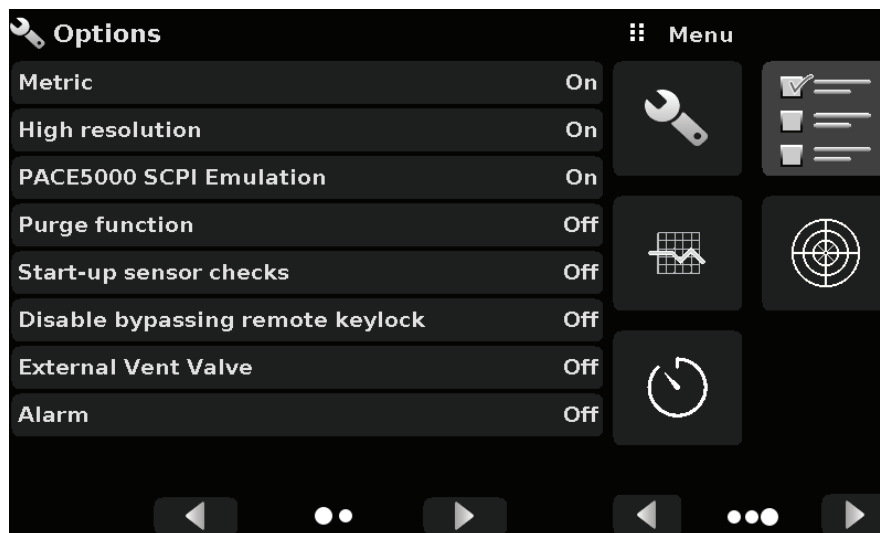 Options
Menu
Metric On
High resolution On
PACE5000 SCPI Emulation On
Purge function Off
Start-up sensor checks Off
Disable bypassing remote keylock Off
External Vent Valve Off
Alarm Off